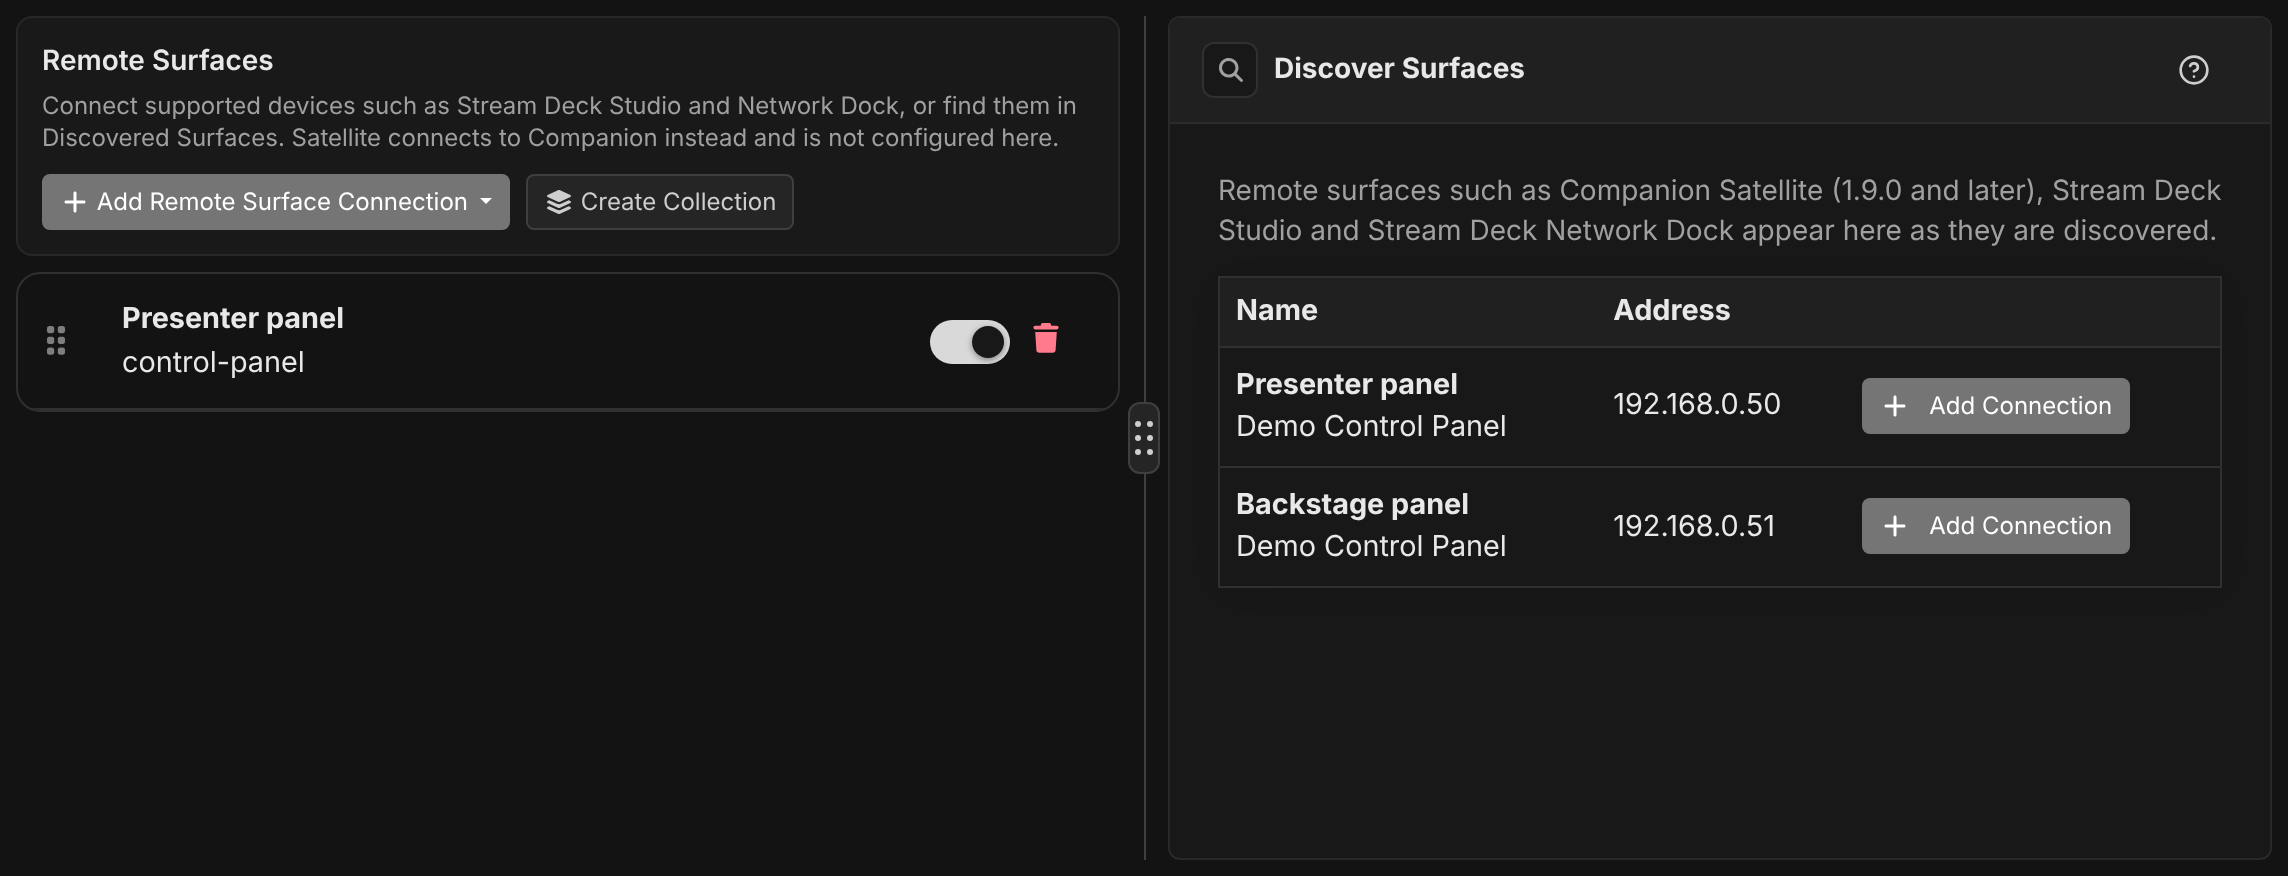 Remote Surfaces
Connect supported devices such as Stream Deck Studio and Network Dock, or find them in
Discovered Surfaces. Satellite connects to Companion instead and is not configured here.
Add Remote Surface Connection
Create Collection
Presenter panel
control-panel
Discover Surfaces
Remote surfaces such as Companion Satellite (1.9.0 and later), Stream Deck
Studio and Stream Deck Network Dock appear here as they are discovered.
Name Address
Presenter panel
Demo Control Panel
192.168.0.50
Add Connection
Backstage panel
Demo Control Panel
192.168.0.51
Add Connection